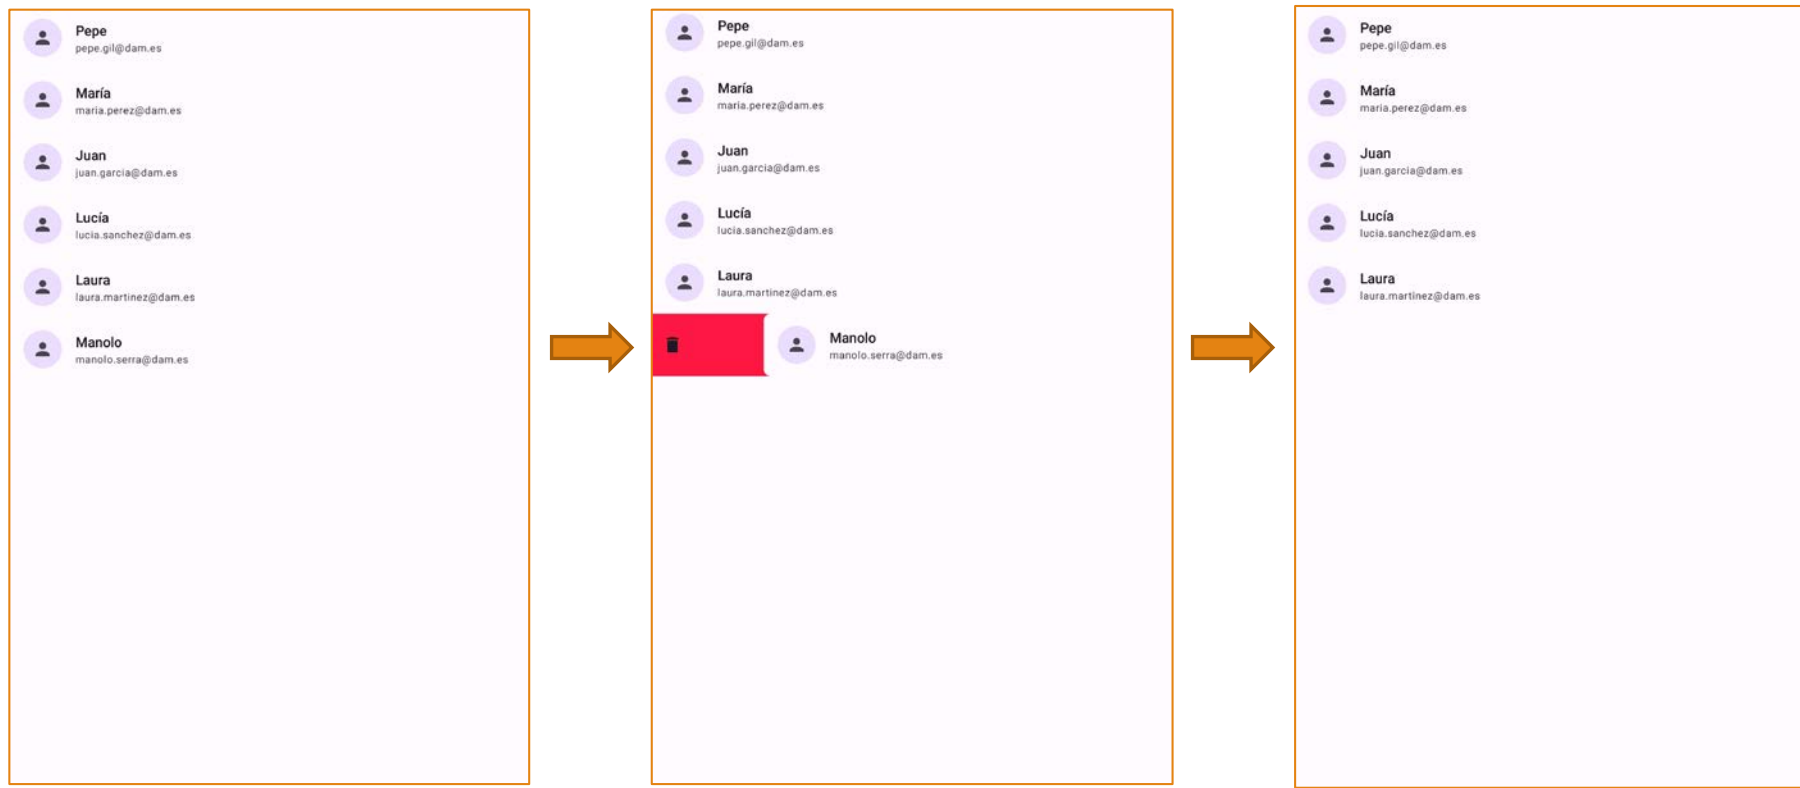 Pepe
pepe.gil@dam.es
María
maria.perez@dam.es
Juan
juan.garcia@dam.es
Lucía
lucia.sanchez@dam.es
Laura
laura.martinez@dam.es
Manolo
manolo.serra@dam.es
Pepe
pepe.gil@dam.es
María
maria.perez@dam.es
Juan
juan.garcia@dam.es
Lucía
lucia.sanchez@dam.es
Laura
laura.martinez@dam.es
Manolo
manolo.serra@dam.es
Pepe
pepe.gil@dam.es
María
maria.perez@dam.es
Juan
juan.garcia@dam.es
Lucía
lucia.sanchez@dam.es
Laura
laura.martinez@dam.es